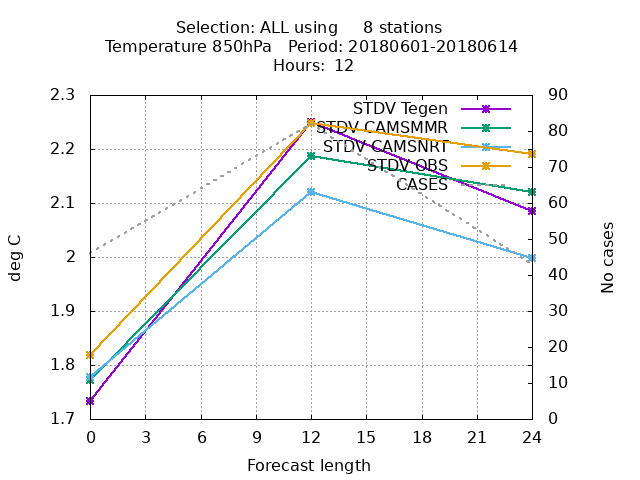 Selection: ALL using 8 stations
Temperature 850hPa Period: 20180601-20180614
Hours: 12
2.3
2.2
2.1
2
1.9
1.8
1.7
deg C
90
80
70
60
50
40
30
20
10
0
No cases
STDV Tegen
STDV CAMSMMR
STDV CAMSNRT
STDV OBS
CASES
0 3 6 9 12 15 18 21 24
Forecast length